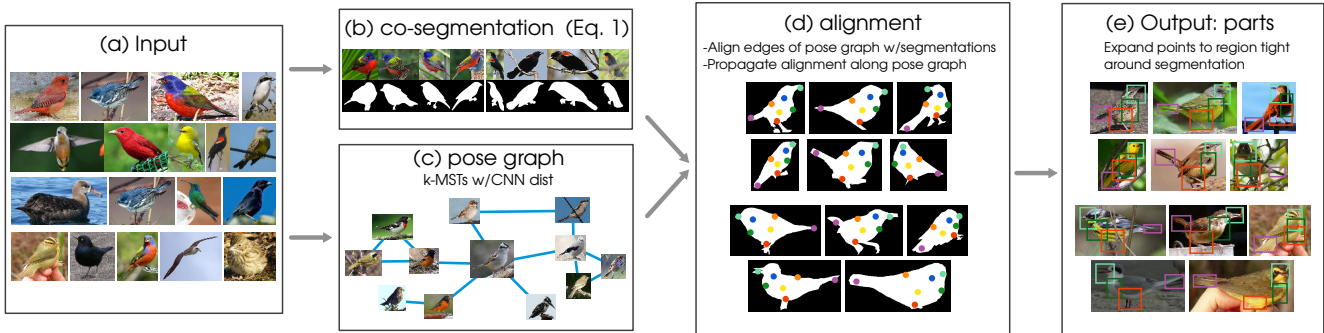 (a) Input
(b) co-segmentation (Eq. 1)
(c) pose graph
k-MSTs w/CNN dist
(d) alignment
-Align edges of pose graph w/segmentations
-Propagate alignment along pose graph
(e) Output: parts
Expand points to region tight
around segmentation